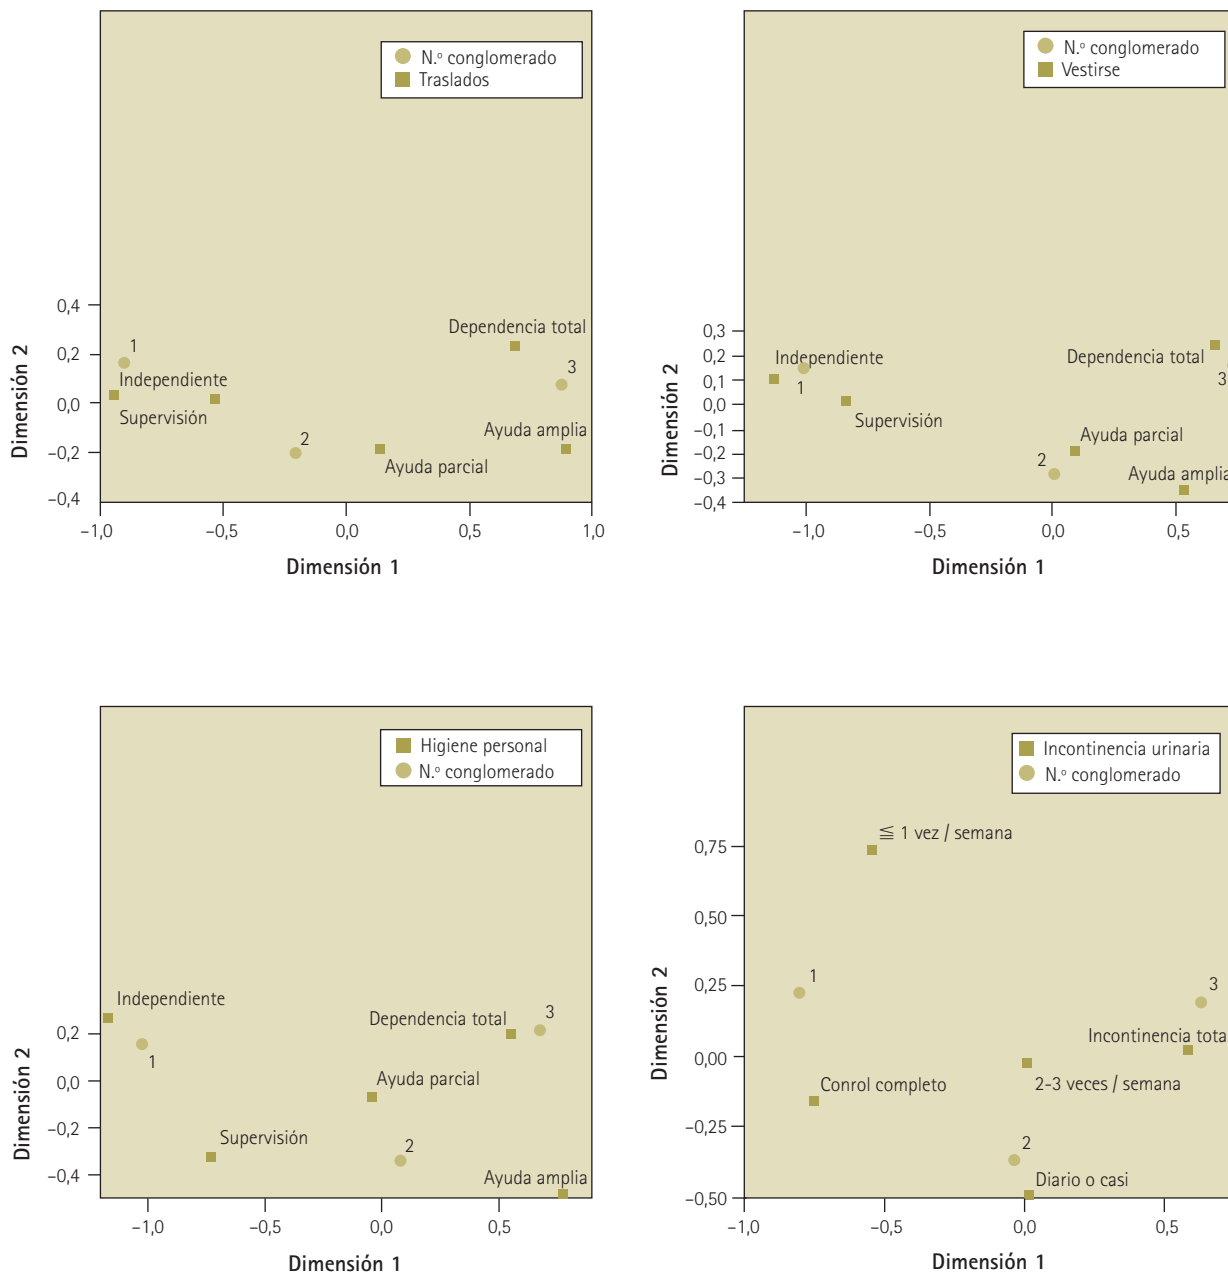 N.º conglomerado
Traslados
0,4
0,2
0,0
−0,2
−0,4
Dimensión 2
1
Independiente
Supervisión
2
Ayuda parcial
Dependencia total
3
Ayuda amplia
−1,0
−0,5
0,0
0,5
1,0
Dimensión 1
N.º conglomerado
Vestirse
0,3
0,2
0,1
0,0
−0,1
−0,2
−0,3
−0,4
Dimensión 2
Independiente
1
Supervisión
Dependencia total
3
Ayuda parcial
2
Ayuda amplia
−1,0
−0,5
0,0
0,5
Dimensión 1
Higiene personal
N.º conglomerado
0,2
0,0
−0,2
−0,4
Dimensión 2
Independiente
1
Supervisión
Dependencia total
3
Ayuda parcial
2
Ayuda amplia
−1,0
−0,5
0,0
0,5
Dimensión 1
Incontinencia urinaria
N.º conglomerado
0,75
0,50
0,25
0,00
−0,25
−0,50
Dimensión 2
≦ 1 vez / semana
1
3
Incontinencia total
2-3 veces / semana
Conrol completo
2
Diario o casi
−1,0
−0,5
0,0
0,5
Dimensión 1